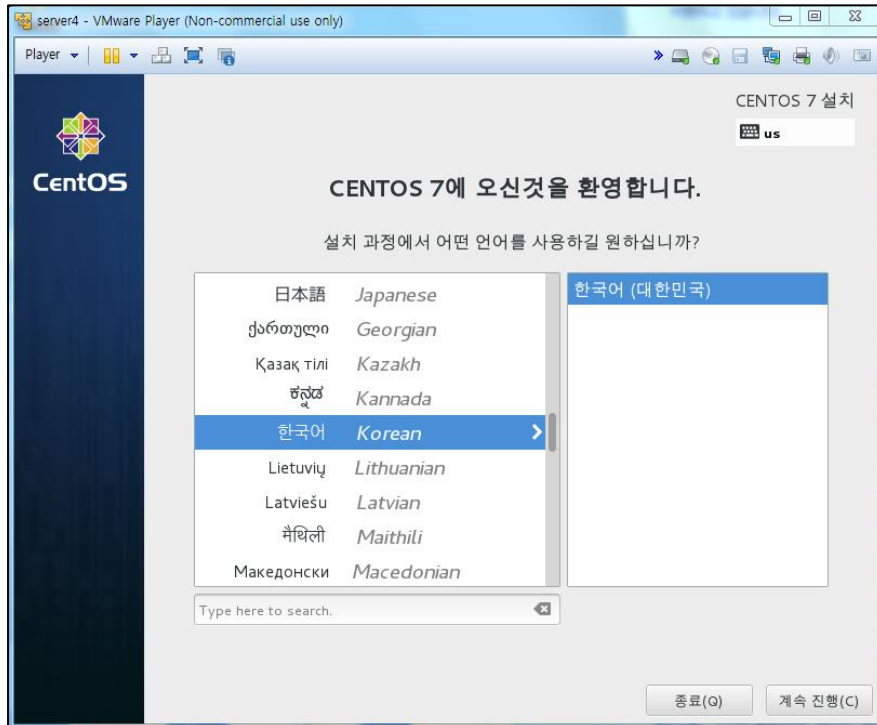 server4 - VMware Player (Non-commercial use only)
Player
CentOS
CENTOS 7 설치
us
CENTOS 7에 오신것을 환영합니다.
설치 과정에서 어떤 언어를 사용하길 원하십니까?
日本語 Japanese
ქართული Georgian
Қазақ тілі Kazakh
ಕನ್ನಡ Kannada
한국어 Korean
Lietuvių Lithuanian
Latviešu Latvian
मैथिली Maithili
Македонски Macedonian
한국어 (대한민국)
Type here to search.
종료(Q) 계속 진행(C)